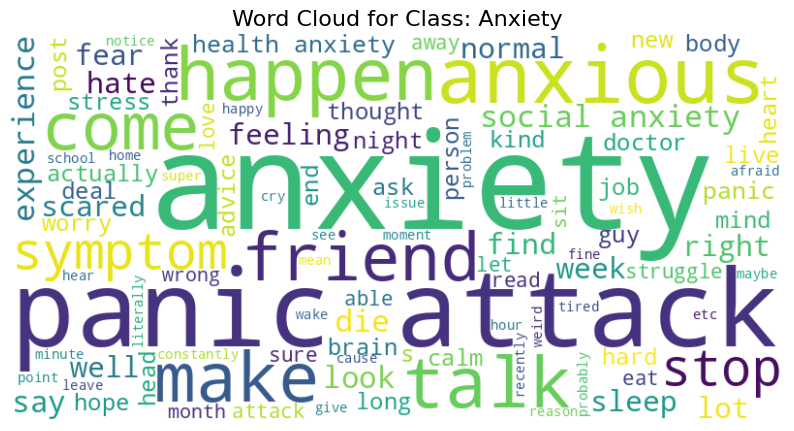 Word Cloud for Class: Anxiety
notice
experience post fear health anxiety away normal new body
hate thank happen anxious heart
stress
come happy love thought social anxiety
feeling night person problem kind doctor
school home actually live
anxiety
super advice cry end ask issue little sit job panic afraid
deal
scared wish mind
worry see moment find guy right
symptom friend mean fine
hear wrong let week struggle maybe
literally read
panic attack
able wake die hour weird tired etc
minute constantly sure cause brain s calm recently hard stop
well head make look talk probably eat
point leave
say hope month attack give long reason sleep lot